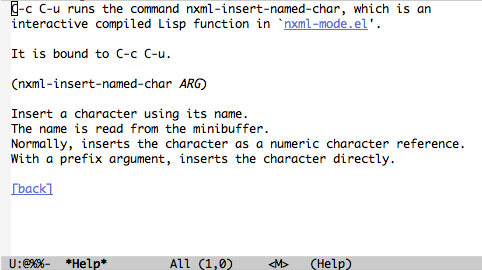 C-c C-u runs the command nxml-insert-named-char, which is an
interactive compiled Lisp function in `nxml-mode.el'.
It is bound to C-c C-u.
(nxml-insert-named-char ARG)
Insert a character using its name.
The name is read from the minibuffer.
Normally, inserts the character as a numeric character reference.
With a prefix argument, inserts the character directly.
[back]
U:@%%-  *Help*  All (1,0)  <M>  (Help)